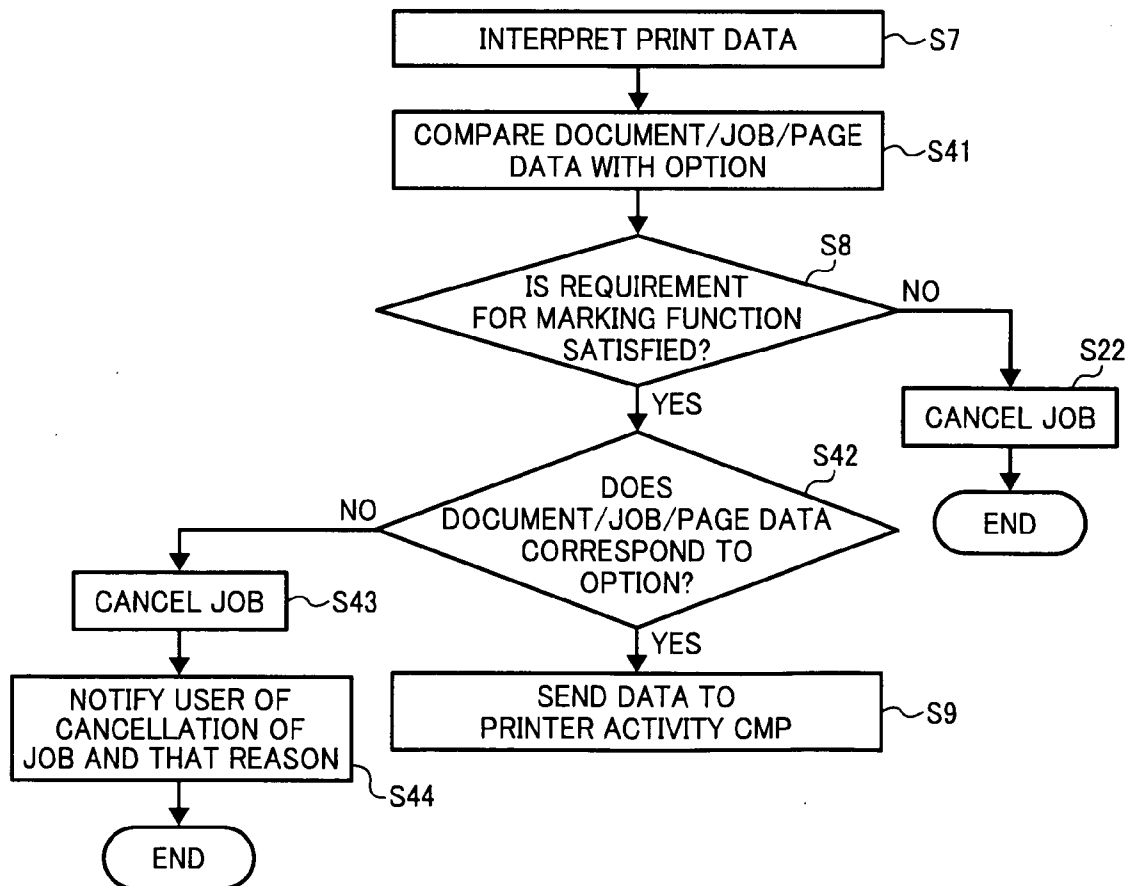 INTERPRET PRINT DATA
S7
COMPARE DOCUMENT/JOB/PAGE
DATA WITH OPTION
S41
S8
IS REQUIREMENT
FOR MARKING FUNCTION
SATISFIED?
NO
YES
S22
CANCEL JOB
END
S42
DOES
DOCUMENT/JOB/PAGE DATA
CORRESPOND TO
OPTION?
NO
YES
CANCEL JOB
S43
NOTIFY USER OF
CANCELLATION OF
JOB AND THAT REASON
S44
END
SEND DATA TO
PRINTER ACTIVITY CMP
S9